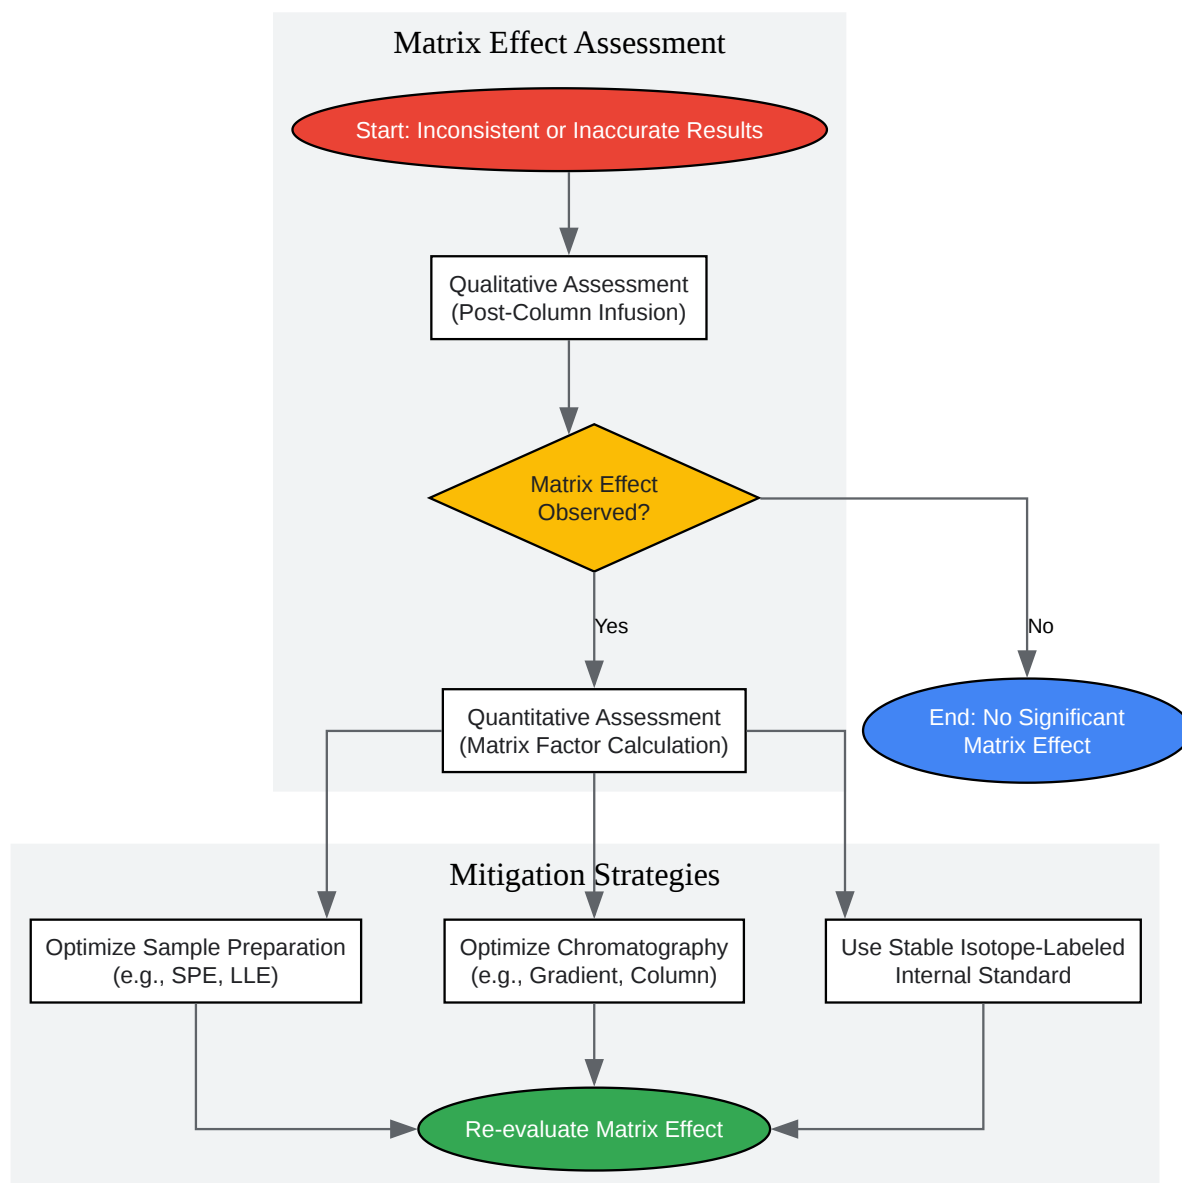 Matrix Effect Assessment
Start: Inconsistent or Inaccurate Results
Qualitative Assessment
(Post-Column Infusion)
Matrix Effect
Observed?
Yes
No
Quantitative Assessment
(Matrix Factor Calculation)
End: No Significant
Matrix Effect
Mitigation Strategies
Optimize Sample Preparation
(e.g., SPE, LLE)
Optimize Chromatography
(e.g., Gradient, Column)
Use Stable Isotope-Labeled
Internal Standard
Re-evaluate Matrix Effect